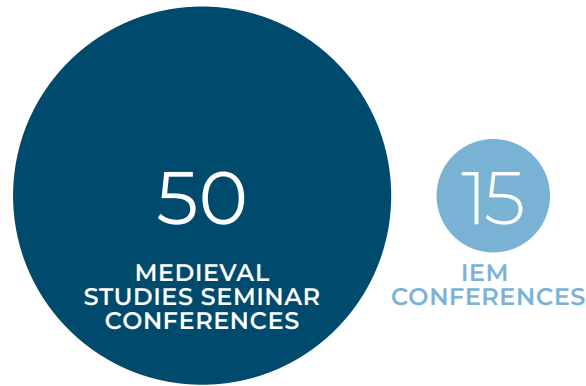 50
MEDIEVAL
STUDIES SEMINAR
CONFERENCES
15
IEM
CONFERENCES